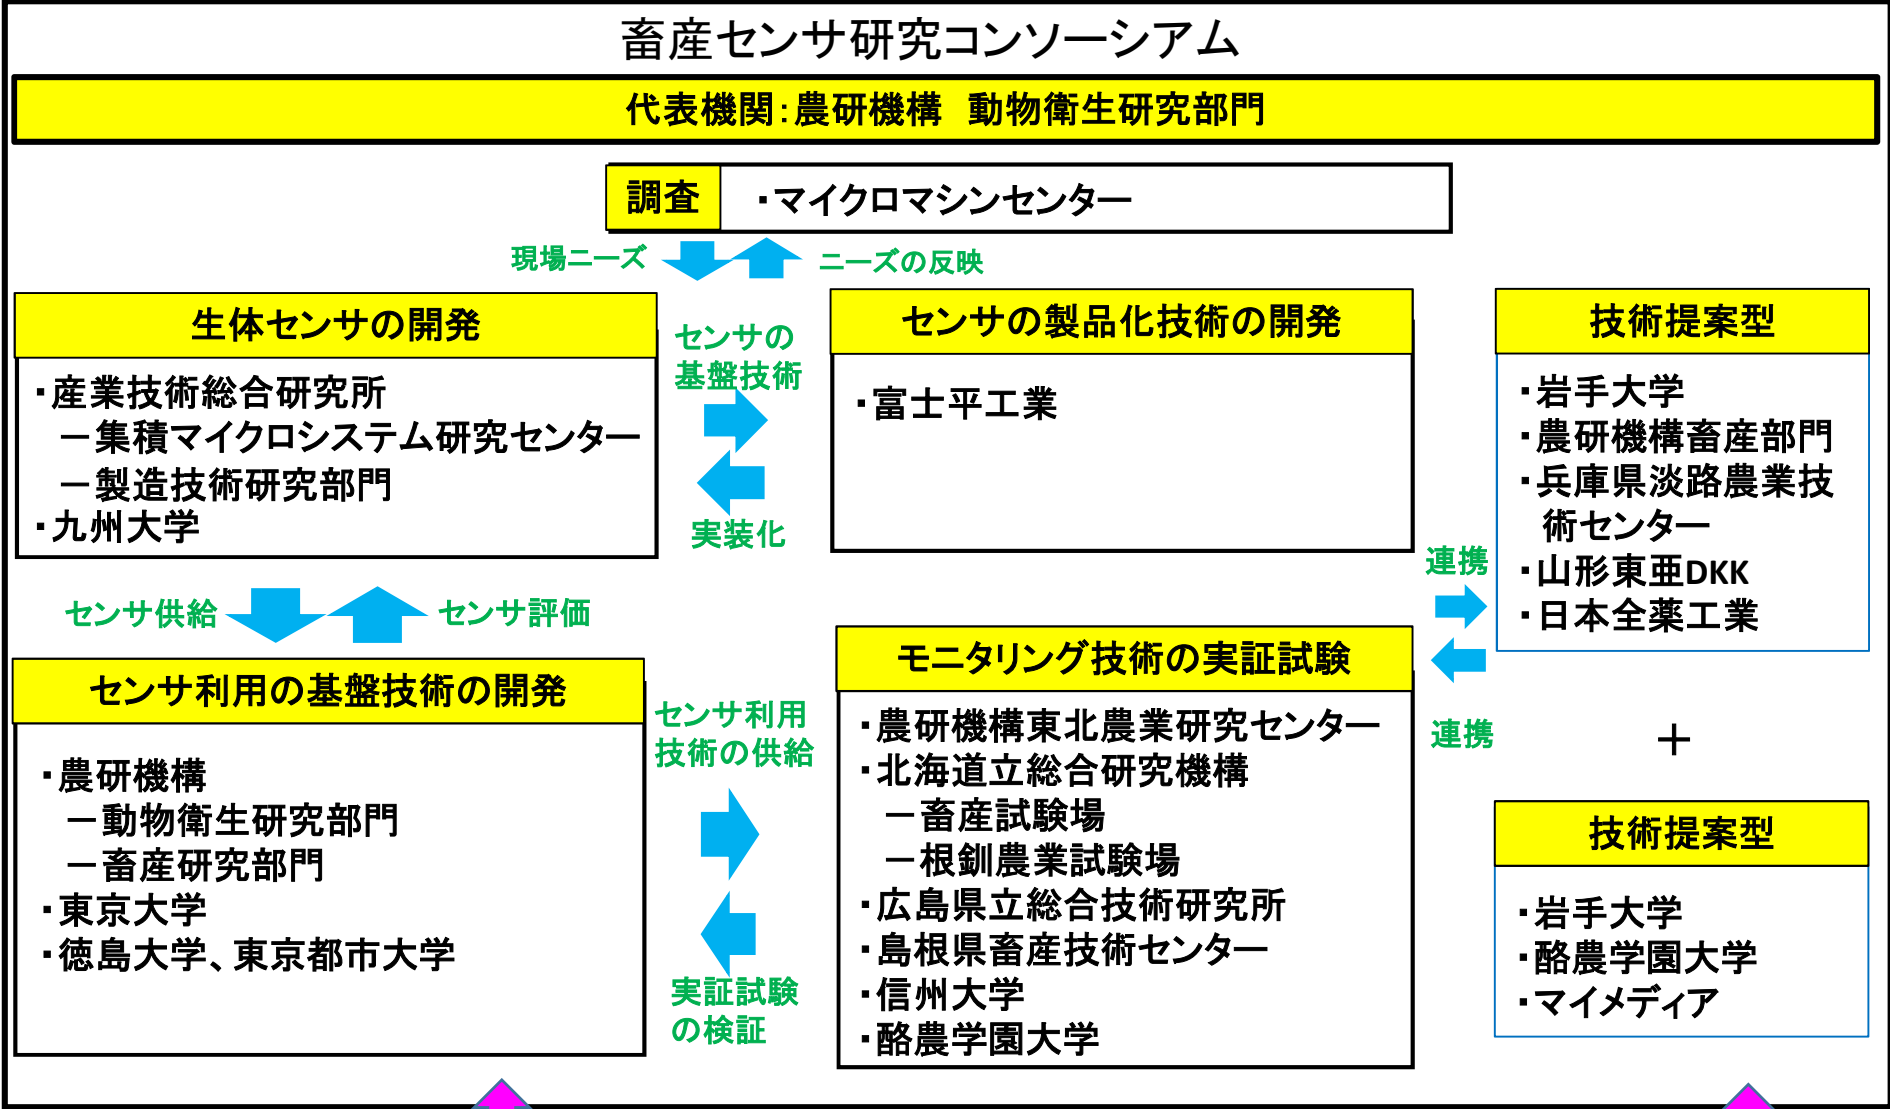 畜産センサ研究コンソーシアム
代表機関：農研機構　動物衛生研究部門
調査
・マイクロマシンセンター
現場ニーズ
ニーズの反映
生体センサの開発
・産業技術総合研究所
－集積マイクロシステム研究センター
－製造技術研究部門
・九州大学
センサの
基盤技術
実装化
センサの製品化技術の開発
・富士平工業
技術提案型
・岩手大学
・農研機構畜産部門
・兵庫県淡路農業技
術センター
・山形東亜DKK
・日本全薬工業
連携
連携
センサ供給
センサ評価
センサ利用の基盤技術の開発
・農研機構
－動物衛生研究部門
－畜産研究部門
・東京大学
・徳島大学、東京都市大学
センサ利用
技術の供給
実証試験
の検証
モニタリング技術の実証試験
・農研機構東北農業研究センター
・北海道立総合研究機構
－畜産試験場
－根釧農業試験場
・広島県立総合技術研究所
・島根県畜産技術センター
・信州大学
・酪農学園大学
＋
技術提案型
・岩手大学
・酪農学園大学
・マイメディア